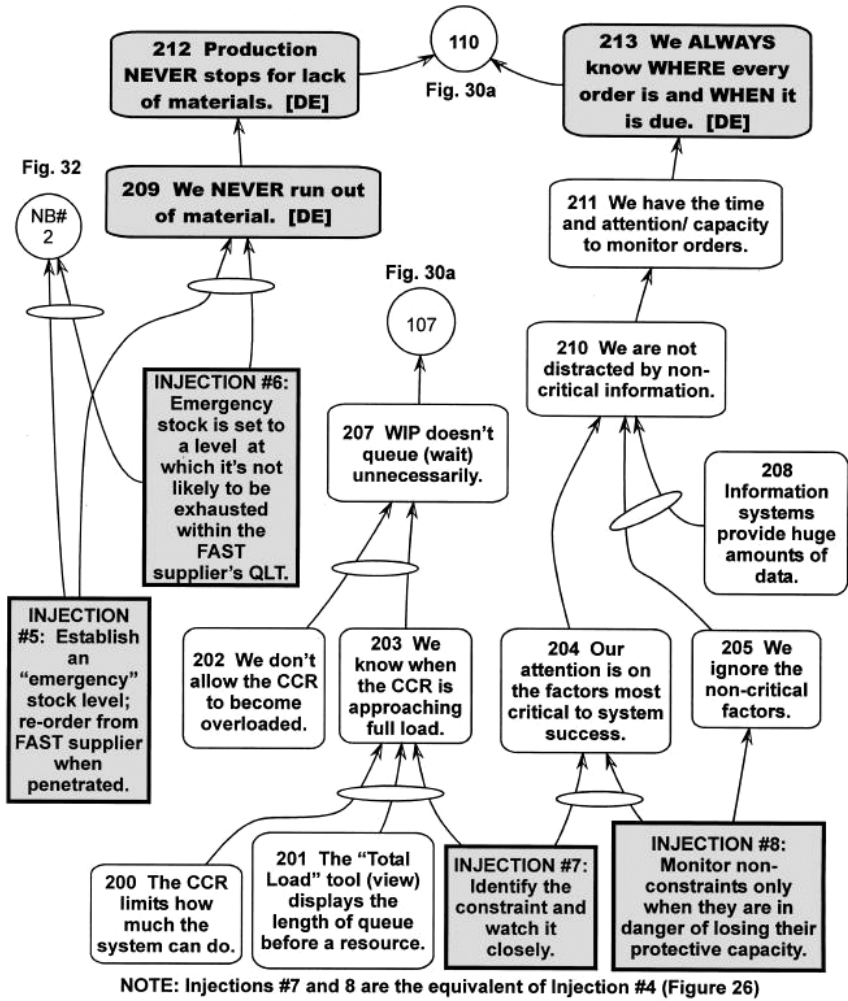 212 Production
NEVER stops for lack
of materials. [DE]
110
Fig. 30a
213 We ALWAYS
know WHERE every
order is and WHEN it
is due. [DE]
Fig. 32
NB#
2
209 We NEVER run out
of material. [DE]
211 We have the time
and attention/ capacity
to monitor orders.
Fig. 30a
107
210 We are not
distracted by non-
critical information.
INJECTION #6:
Emergency
stock is set to
a level at
which it's not
likely to be
exhausted
within the
FAST
supplier's QLT.
207 WIP doesn't
queue (wait)
unnecessarily.
208
Information
systems
provide huge
amounts of
data.
INJECTION
#5: Establish
an
"emergency"
stock level;
re-order from
FAST supplier
when
penetrated.
202 We don't
allow the CCR
to become
overloaded.
203 We
know when
the CCR is
approaching
full load.
204 Our
attention is on
the factors most
critical to system
success.
205 We
ignore the
non-critical
factors.
200 The CCR
limits how
much the
system can do.
201 The "Total
Load" tool (view)
displays the
length of queue
before a resource.
INJECTION #7:
Identify the
constraint and
watch it
closely.
INJECTION #8:
Monitor non-
constraints only
when they are in
danger of losing their
protective capacity.
NOTE: Injections #7 and 8 are the equivalent of Injection #4 (Figure 26)